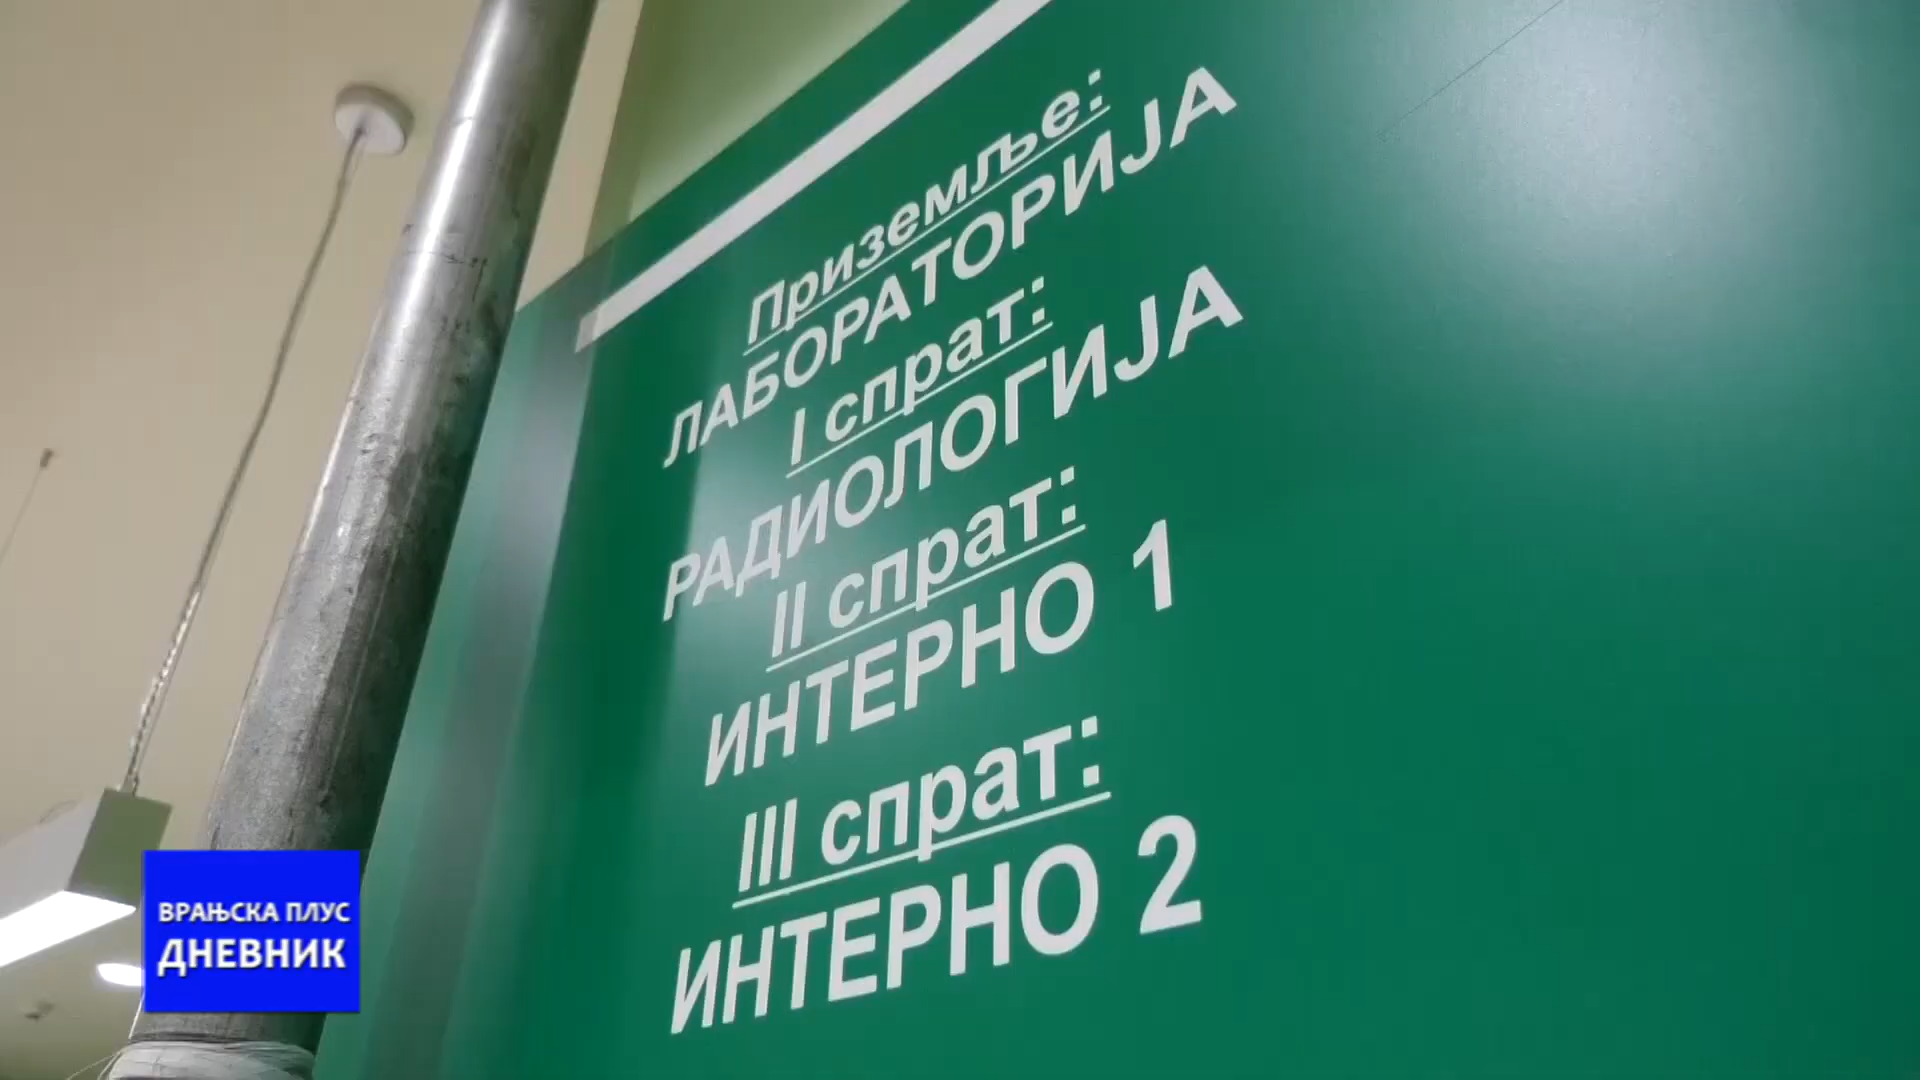 Приземље:
ЛАБОРАТОРИЈА
I спрат:
РАДИОЛОГИЈА
II спрат:
ИНТЕРНО 1
III спрат:
ИНТЕРНО 2
ВРАЊСКА ПЛУС
ДНЕВНИК